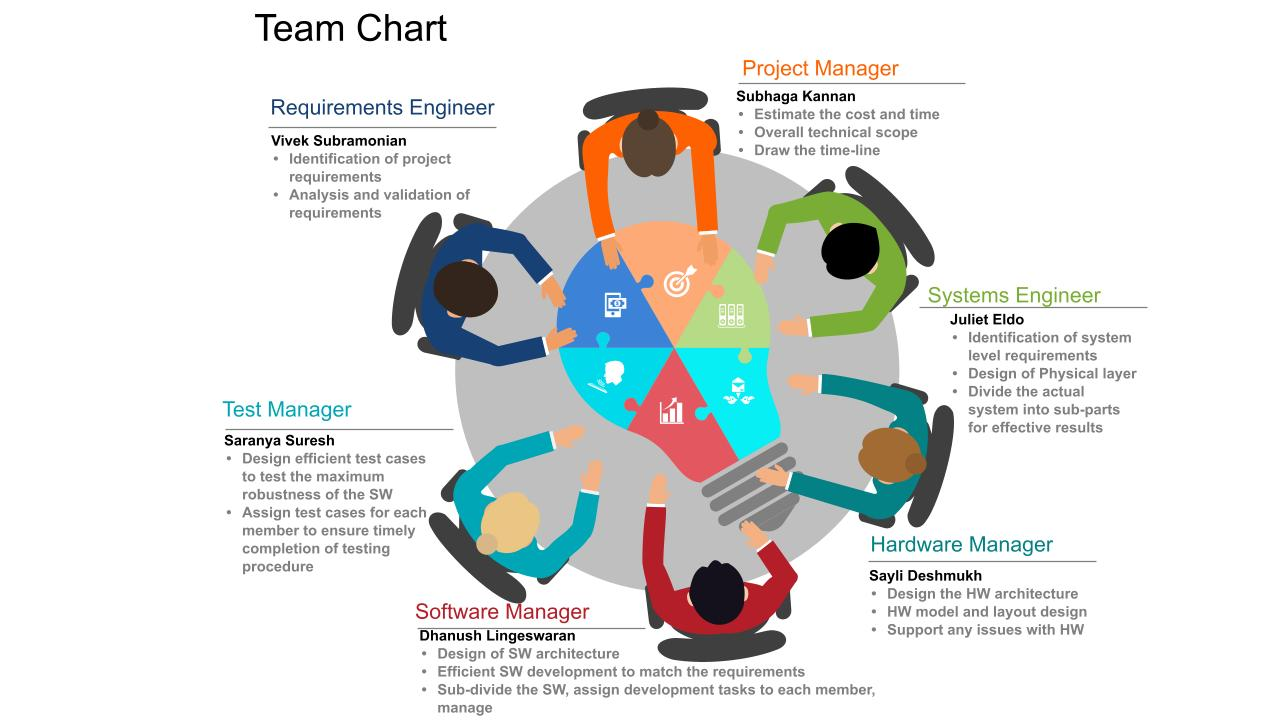 Team Chart
Project Manager
Subhaga Kannan
• Estimate the cost and time
• Overall technical scope
• Draw the time-line
Requirements Engineer
Vivek Subramonian
• Identification of project
requirements
• Analysis and validation of
requirements
Systems Engineer
Juliet Eldo
• Identification of system
level requirements
• Design of Physical layer
• Divide the actual
system into sub-parts
for effective results
Test Manager
Saranya Suresh
• Design efficient test cases
to test the maximum
robustness of the SW
• Assign test cases for each
member to ensure timely
completion of testing
procedure
Hardware Manager
Sayli Deshmukh
• Design the HW architecture
• HW model and layout design
• Support any issues with HW
Software Manager
Dhanush Lingeswaran
• Design of SW architecture
• Efficient SW development to match the requirements
• Sub-divide the SW, assign development tasks to each member,
manage